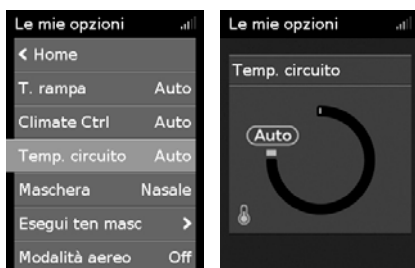 Le mie opzioni
< Home
T. rampa Auto
Climate Ctrl Auto
Temp. circuito Auto
Maschera Nasale
Esegui ten masc >
Modalità aereo Off
Le mie opzioni
Temp. circuito
Auto